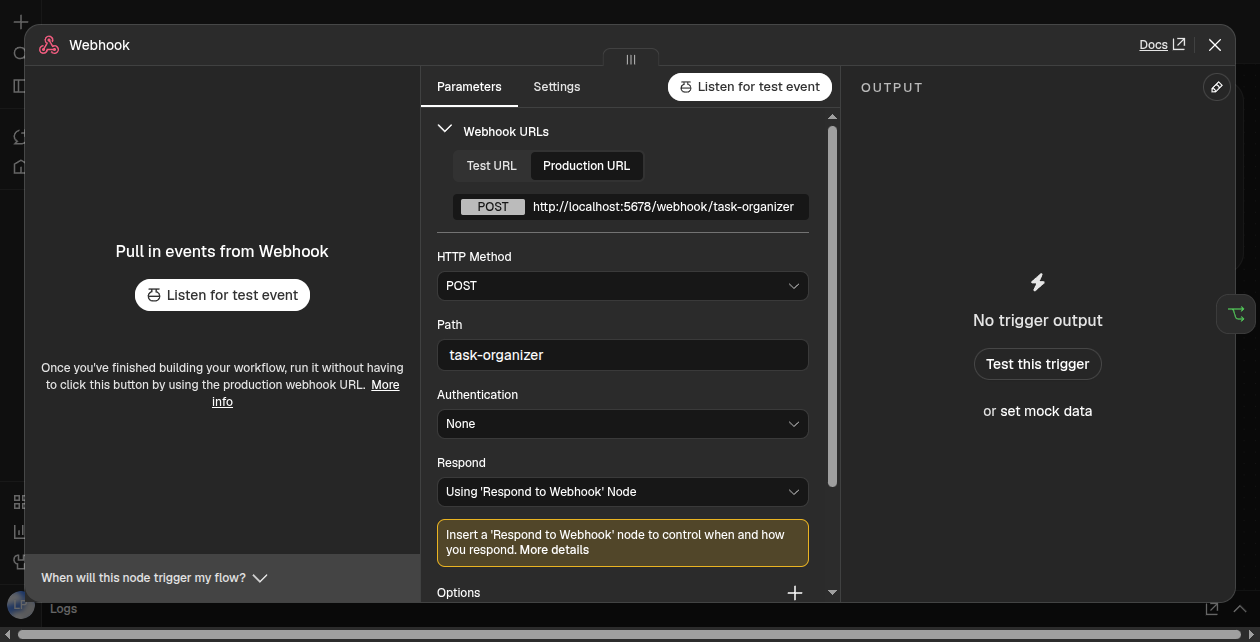 Webhook
Docs
Parameters
Settings
Listen for test event
OUTPUT
Webhook URLs
Test URL
Production URL
POST
http://localhost:5678/webhook/task-organizer
Pull in events from Webhook
Listen for test event
Once you've finished building your workflow, run it without having
to click this button by using the production webhook URL. More
info
When will this node trigger my flow?
HTTP Method
POST
Path
task-organizer
Authentication
None
Respond
Using 'Respond to Webhook' Node
Insert a 'Respond to Webhook' node to control when and how
you respond. More details
Options
No trigger output
Test this trigger
or set mock data
Logs